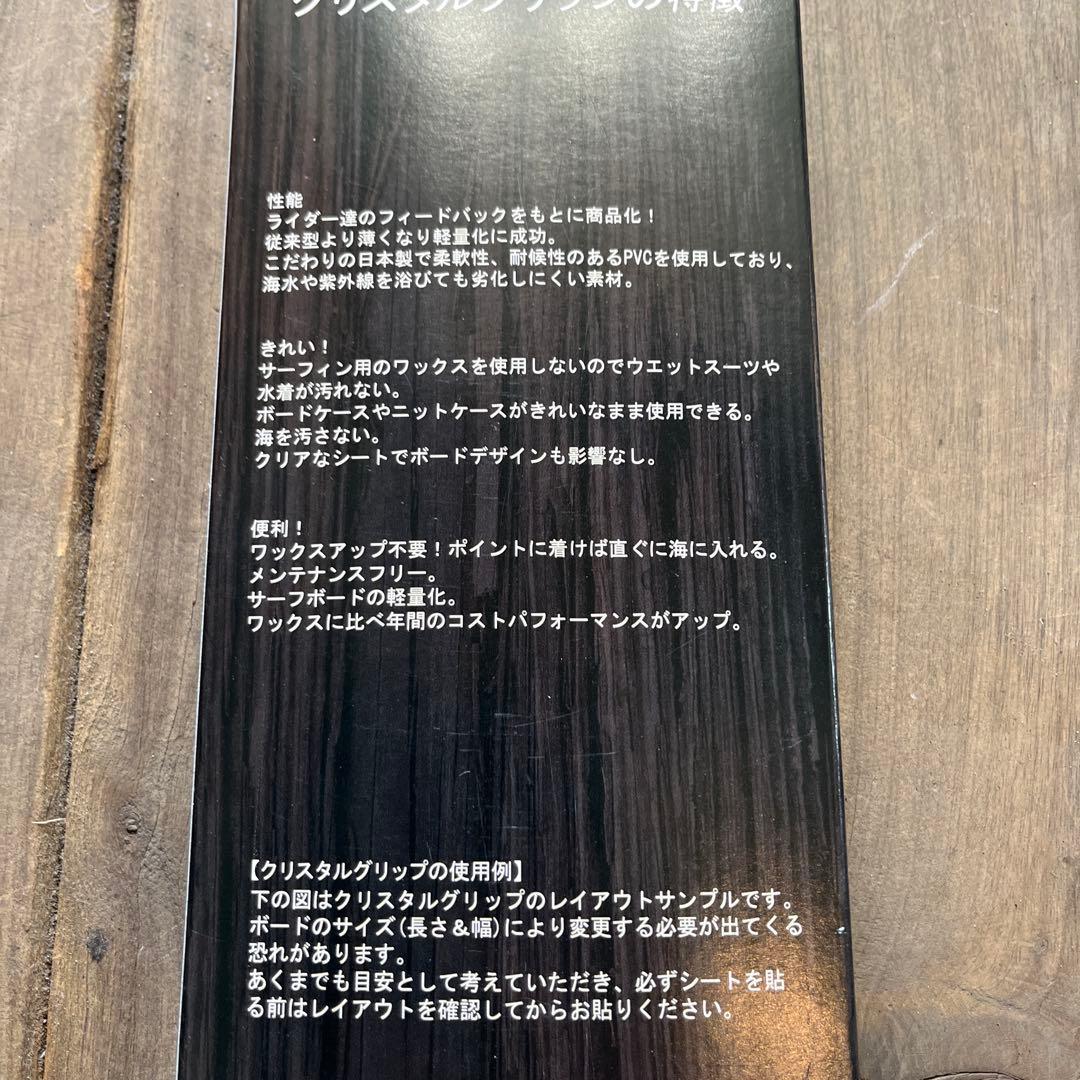 クリスタルグリップの特徴
性能
ライダー達のフィードバックをもとに商品化！
従来型より薄くなり軽量化に成功。
こだわりの日本製で柔軟性、耐候性のあるPVCを使用しており、
海水や紫外線を浴びても劣化しにくい素材。
きれい！
サーフィン用のワックスを使用しないのでウエットスーツや
水着が汚れない。
ボードケースやニットケースがきれいなまま使用できる。
海を汚さない。
クリアなシートでボードデザインも影響なし。
便利！
ワックスアップ不要！ポイントに着けば直ぐに海に入れる。
メンテナンスフリー。
サーフボードの軽量化。
ワックスに比べ年間のコストパフォーマンスがアップ。
【クリスタルグリップの使用例】
下の図はクリスタルグリップのレイアウトサンプルです。
ボードのサイズ(長さ＆幅)により変更する必要が出てくる
恐れがあります。
あくまでも目安として考えていただき、必ずシートを貼
る前はレイアウトを確認してからお貼りください。